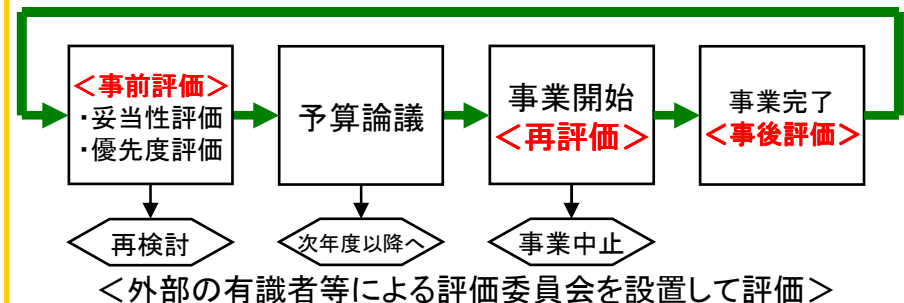 ＜事前評価＞
・妥当性評価
・優先度評価
予算論議
事業開始
＜再評価＞
事業完了
＜事後評価＞
再検討
次年度以降へ
事業中止
＜外部の有識者等による評価委員会を設置して評価＞